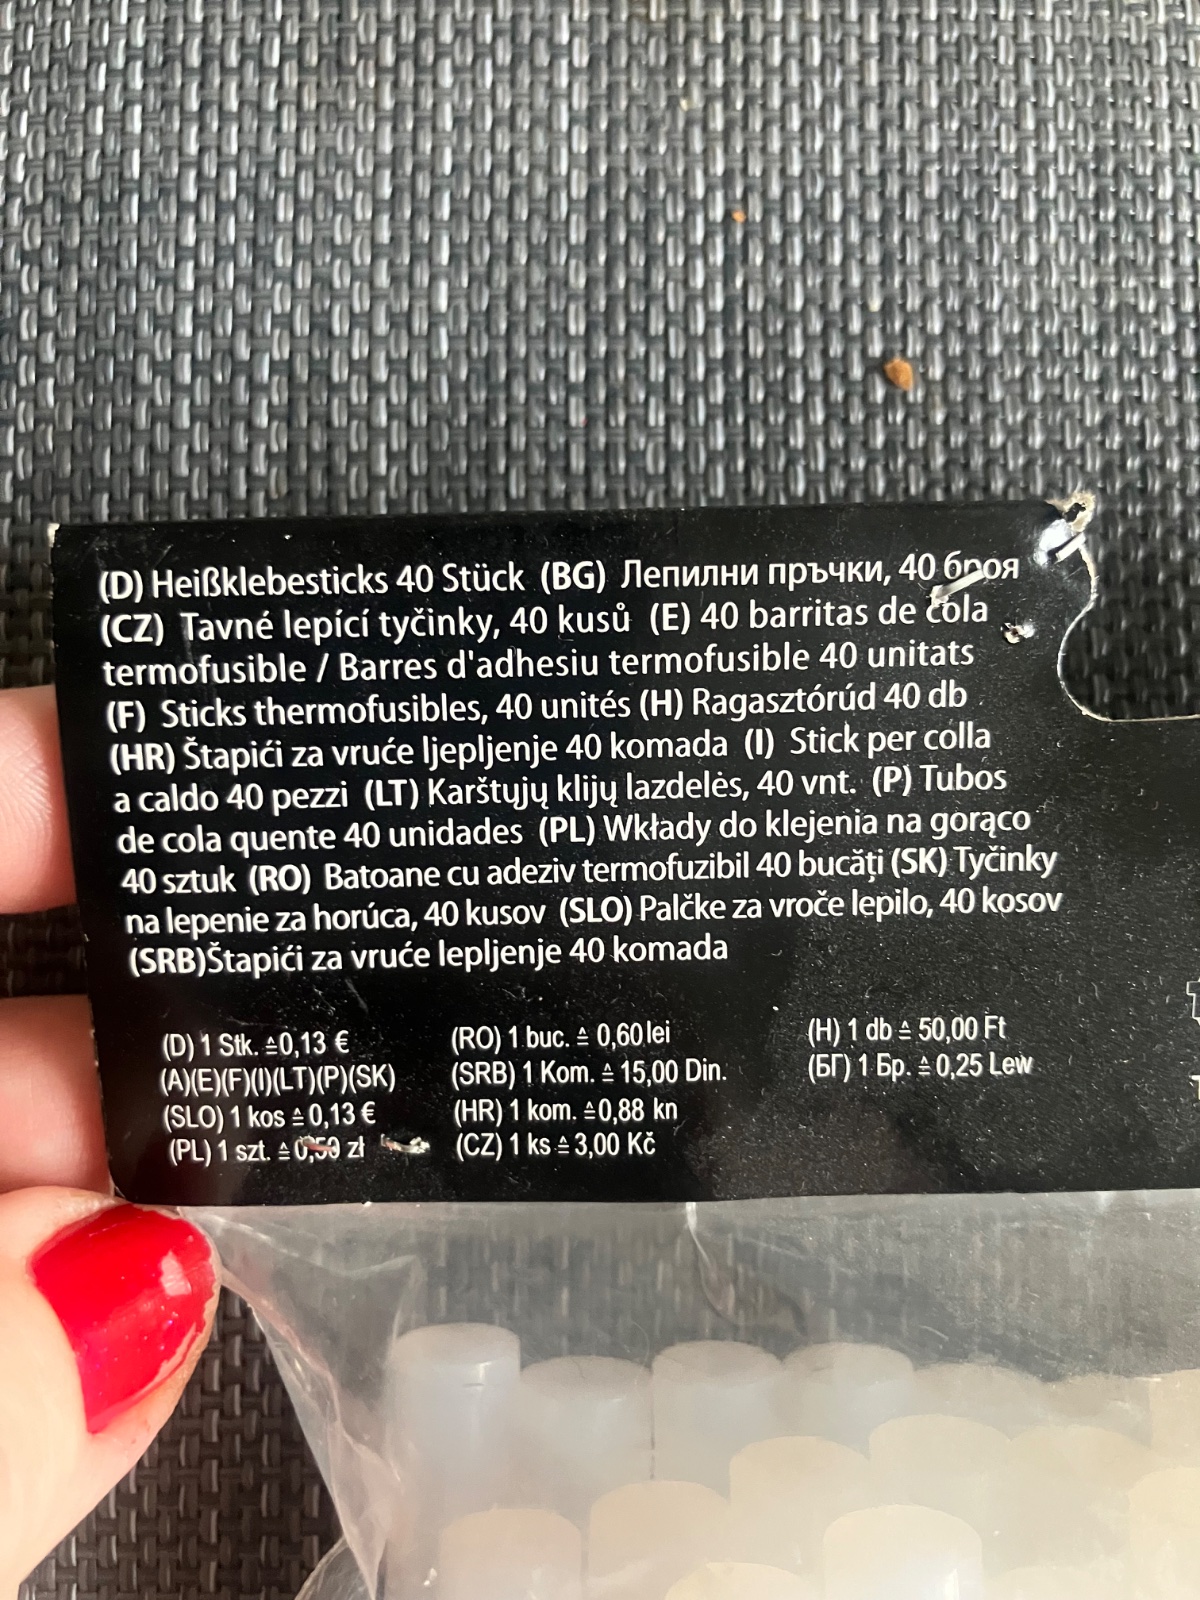 (D) Heißklebesticks 40 Stück (BG) Лепилни пръчки, 40 броя
(CZ) Tavné lepící tyčinky, 40 kusů (E) 40 barritas de cola
termofusible / Barres d'adhesiu termofusible 40 unitats
(F) Sticks thermofusibles, 40 unités (H) Ragasztórúd 40 db
(HR) Štapići za vruće ljepljenje 40 komada (I) Stick per colla
a caldo 40 pezzi (LT) Karštųjų klijų lazdelės, 40 vnt. (P) Tubos
de cola quente 40 unidades (PL) Wkłady do klejenia na gorąco
40 sztuk (RO) Batoane cu adeziv termofuzibil 40 bucăți (SK) Tyčinky
na lepenie za horúca, 40 kusov (SLO) Palčke za vroče lepilo, 40 kosov
(SRB)Štapići za vruće lepljenje 40 komada
(D) 1 Stk. ≙0,13 €
(A)(E)(F)(I)(LT)(P)(SK)
(SLO) 1 kos ≙ 0,13 €
(PL) 1 szt. ≙ zł
(RO) 1 buc. ≙ 0,60 lei
(SRB) 1 Kom. ≙ 15,00 Din.
(HR) 1 kom. ≙0,88 kn
(CZ) 1 ks ≙ 3,00 Kč
(H) 1 db ≙ 50,00 Ft
(БГ) 1 Бр. ≙ 0,25 Lew